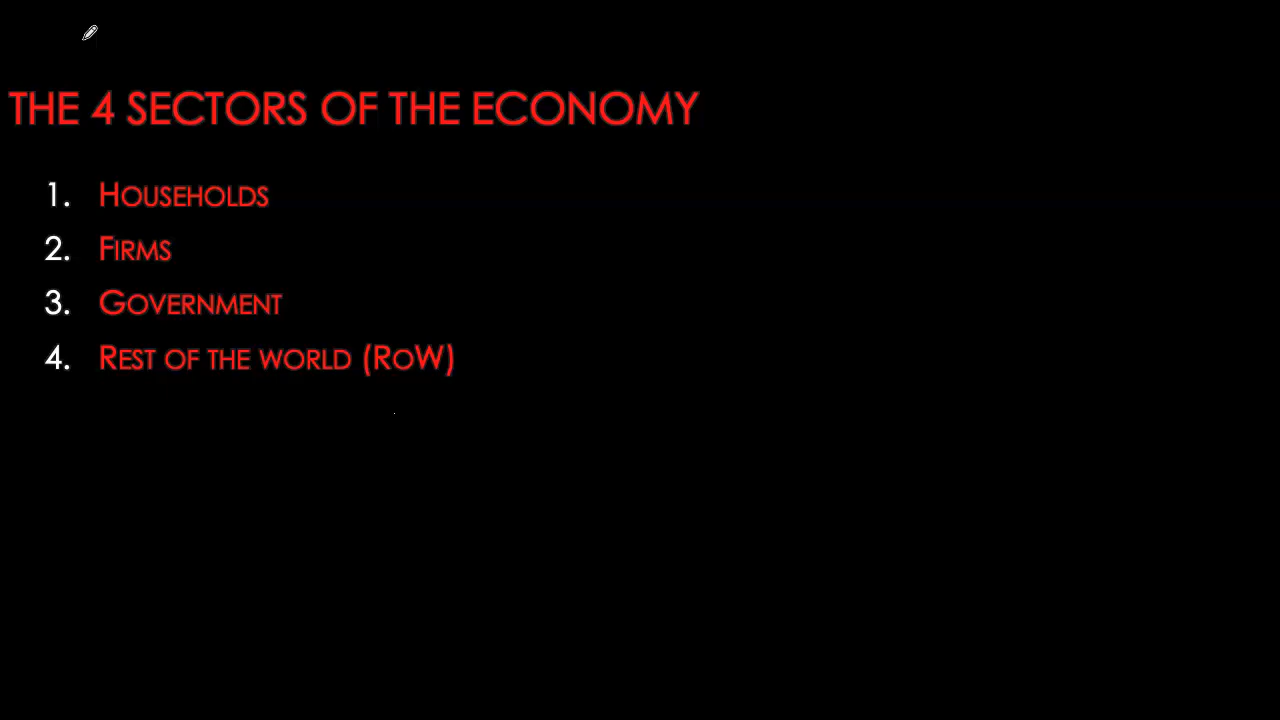 THE 4 SECTORS OF THE ECONOMY
1. HOUSEHOLDS
2. FIRMS
3. GOVERNMENT
4. REST OF THE WORLD (ROW)